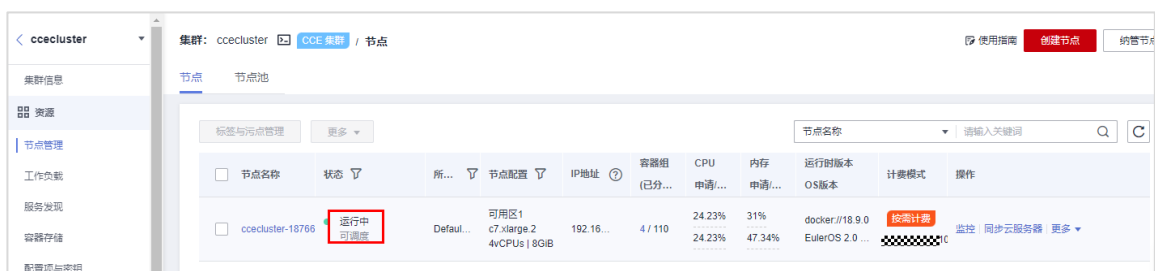 ccecluster
集群： ccecluster CCE 集群 / 节点
使用指南 创建节点 纳管节点
集群信息
节点 节点池
资源
标签与污点管理 更多 节点名称 请输入关键词
节点管理
节点名称 状态 所... 节点配置 IP地址 容器组 (已分... CPU 申请/... 内存 申请/... 运行时版本 OS版本 计费模式 操作
工作负载
服务发现
ccecluster-18766 运行中 可调度 Defaul... 可用区1 c7.xlarge.2 4vCPUs | 8GiB 192.16... 4 / 110 24.23% 24.23% 31% 47.34% docker://18.9.0 EulerOS 2.0 ... 按需计费 监控 同步云服务器 更多
容器存储
配置项与密钥